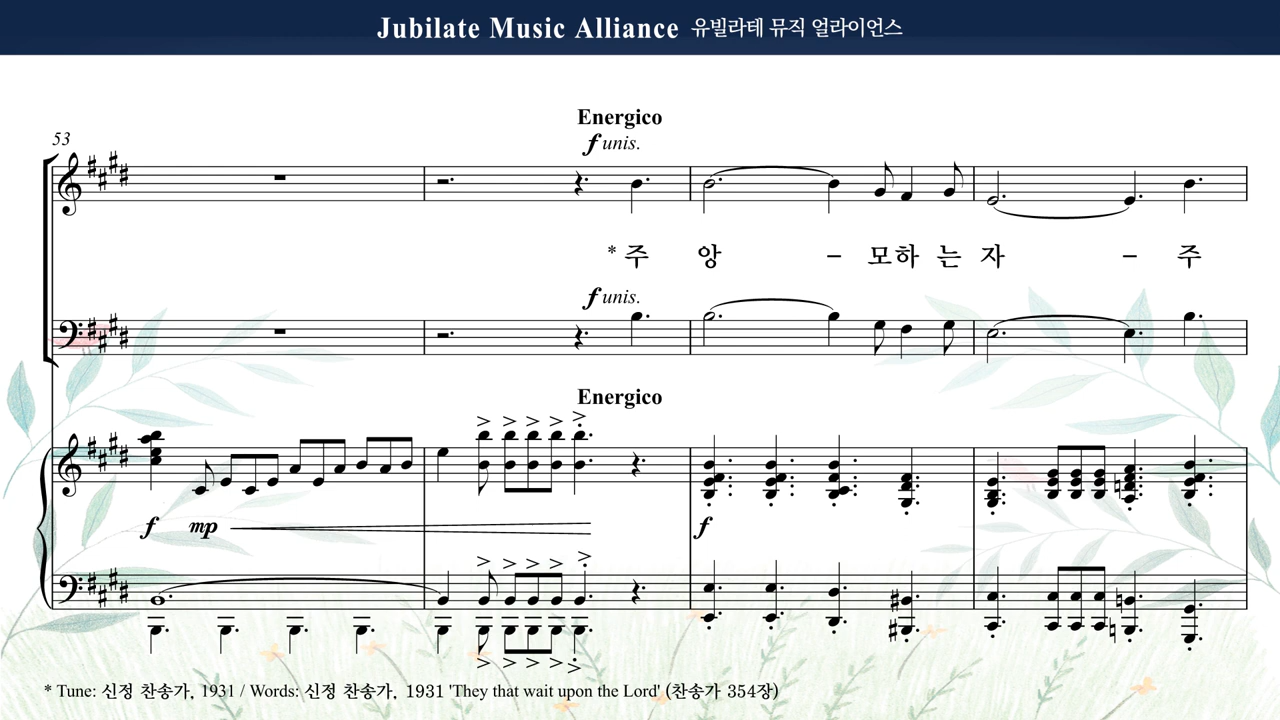 Jubilate Music Alliance 유빌라테 뮤직 얼라이언스
Energico
53
f unis.
* 주 앙 – 모하 는 자 – 주
f unis.
Energico
f mp f
* Tune: 신정 찬송가, 1931 / Words: 신정 찬송가, 1931 'They that wait upon the Lord' (찬송가 354장)